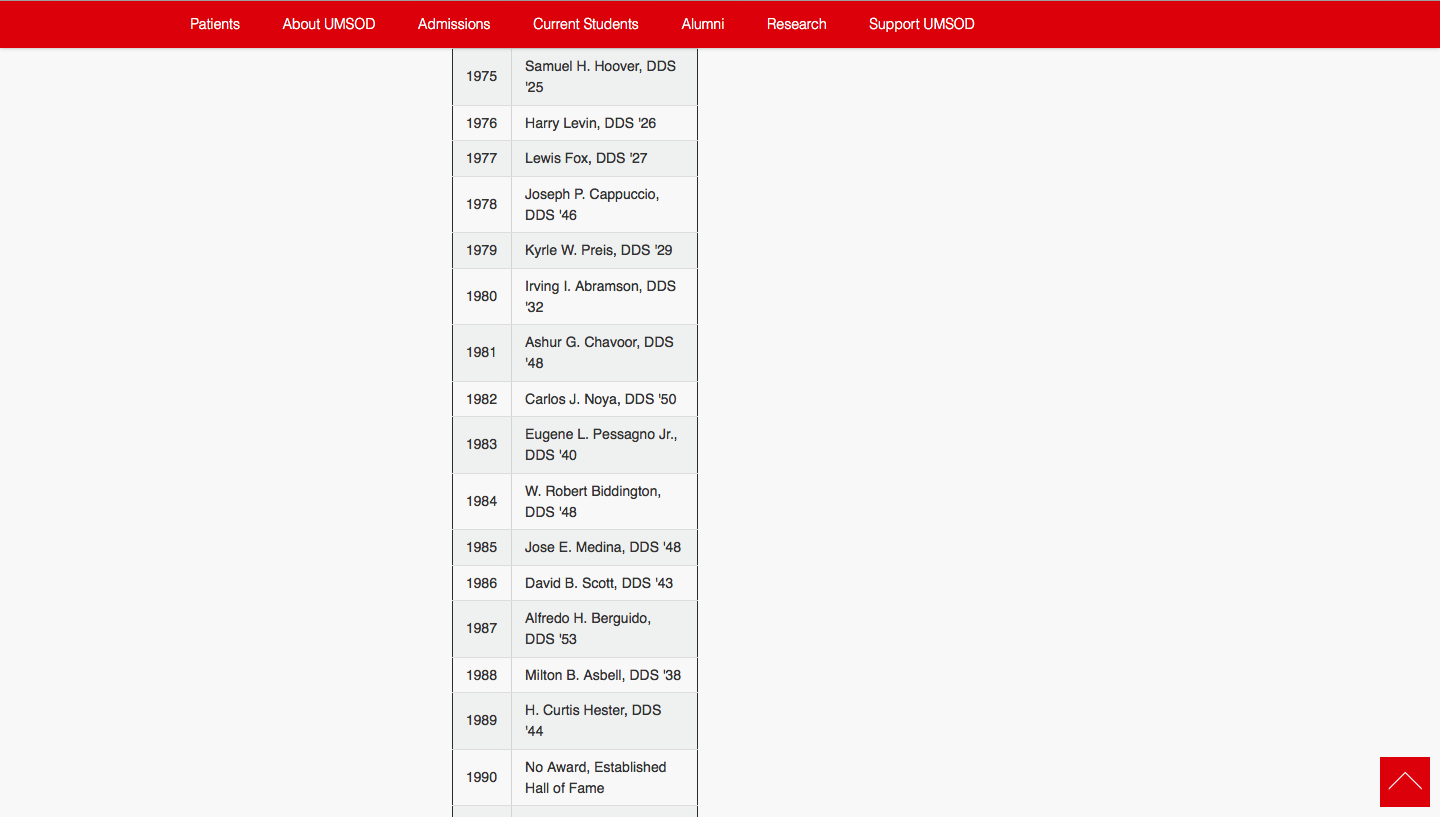 Patients About UMSOD Admissions Current Students Alumni Research Support UMSOD
1975 Samuel H. Hoover, DDS
'25
1976 Harry Levin, DDS '26
1977 Lewis Fox, DDS '27
1978 Joseph P. Cappuccio,
DDS '46
1979 Kyrle W. Preis, DDS '29
1980 Irving I. Abramson, DDS
'32
1981 Ashur G. Chavoor, DDS
'48
1982 Carlos J. Noya, DDS '50
1983 Eugene L. Pessagno Jr.,
DDS '40
1984 W. Robert Biddington,
DDS '48
1985 Jose E. Medina, DDS '48
1986 David B. Scott, DDS '43
1987 Alfredo H. Berguido,
DDS '53
1988 Milton B. Asbell, DDS '38
1989 H. Curtis Hester, DDS
'44
1990 No Award, Established
Hall of Fame